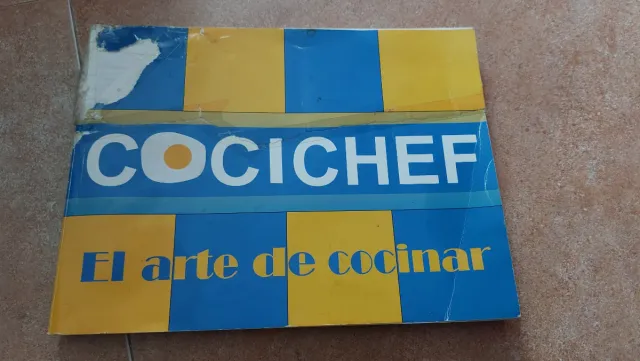 COCICHEF
El arte de cocinar